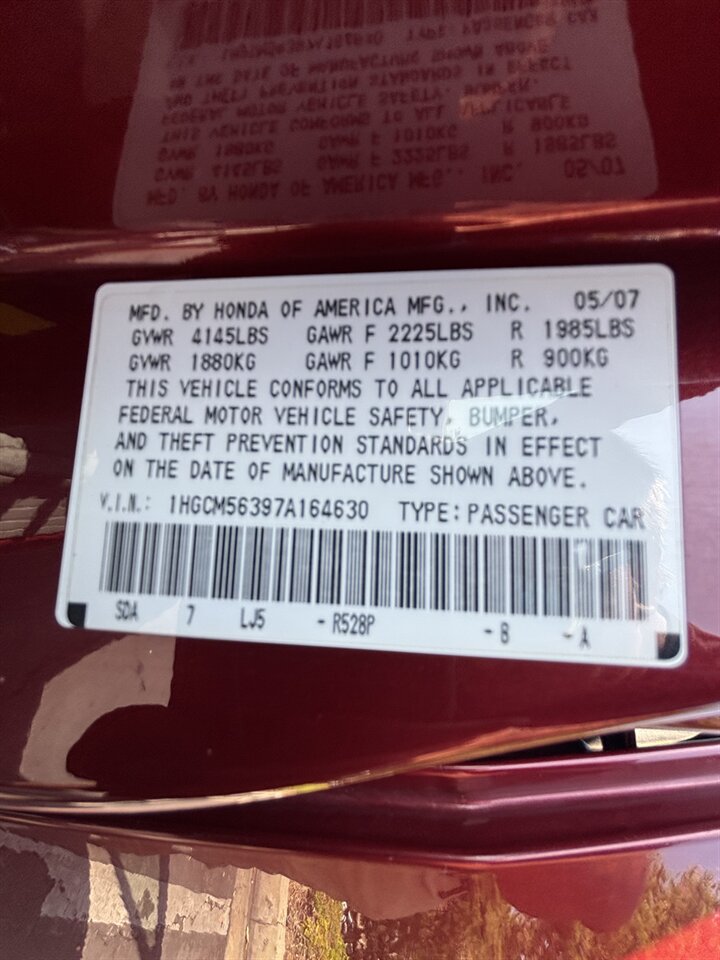 MFD. BY HONDA OF AMERICA MFG., INC. 05/07
GVWR 4145LBS GAWR F 2225LBS R 1985LBS
GVWR 1880KG GAWR F 1010KG R 900KG
THIS VEHICLE CONFORMS TO ALL APPLICABLE
FEDERAL MOTOR VEHICLE SAFETY, BUMPER,
AND THEFT PREVENTION STANDARDS IN EFFECT
ON THE DATE OF MANUFACTURE SHOWN ABOVE.
V.I.N.: 1HGCM56397A164630 TYPE: PASSENGER CAR
SDA 7 LJ5 - R528P - B - A